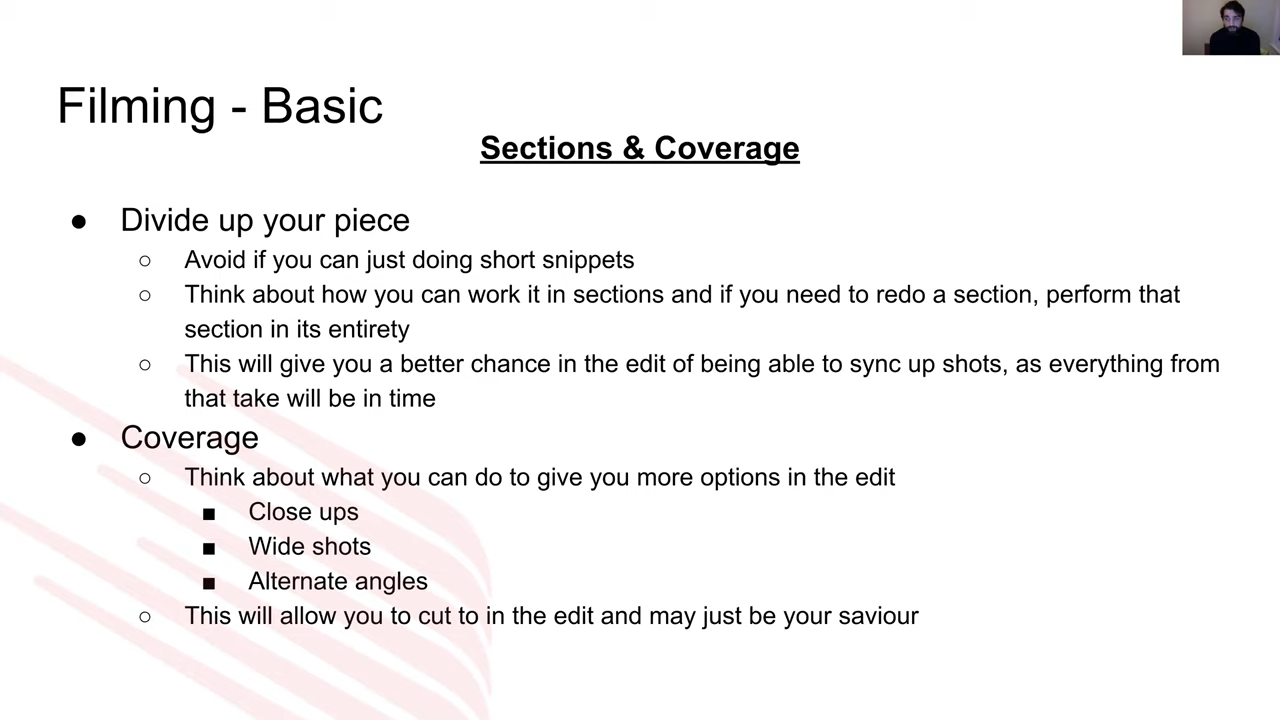 Filming - Basic
Sections & Coverage
● Divide up your piece
○ Avoid if you can just doing short snippets
○ Think about how you can work it in sections and if you need to redo a section, perform that
section in its entirety
○ This will give you a better chance in the edit of being able to sync up shots, as everything from
that take will be in time
● Coverage
○ Think about what you can do to give you more options in the edit
■ Close ups
■ Wide shots
■ Alternate angles
○ This will allow you to cut to in the edit and may just be your saviour